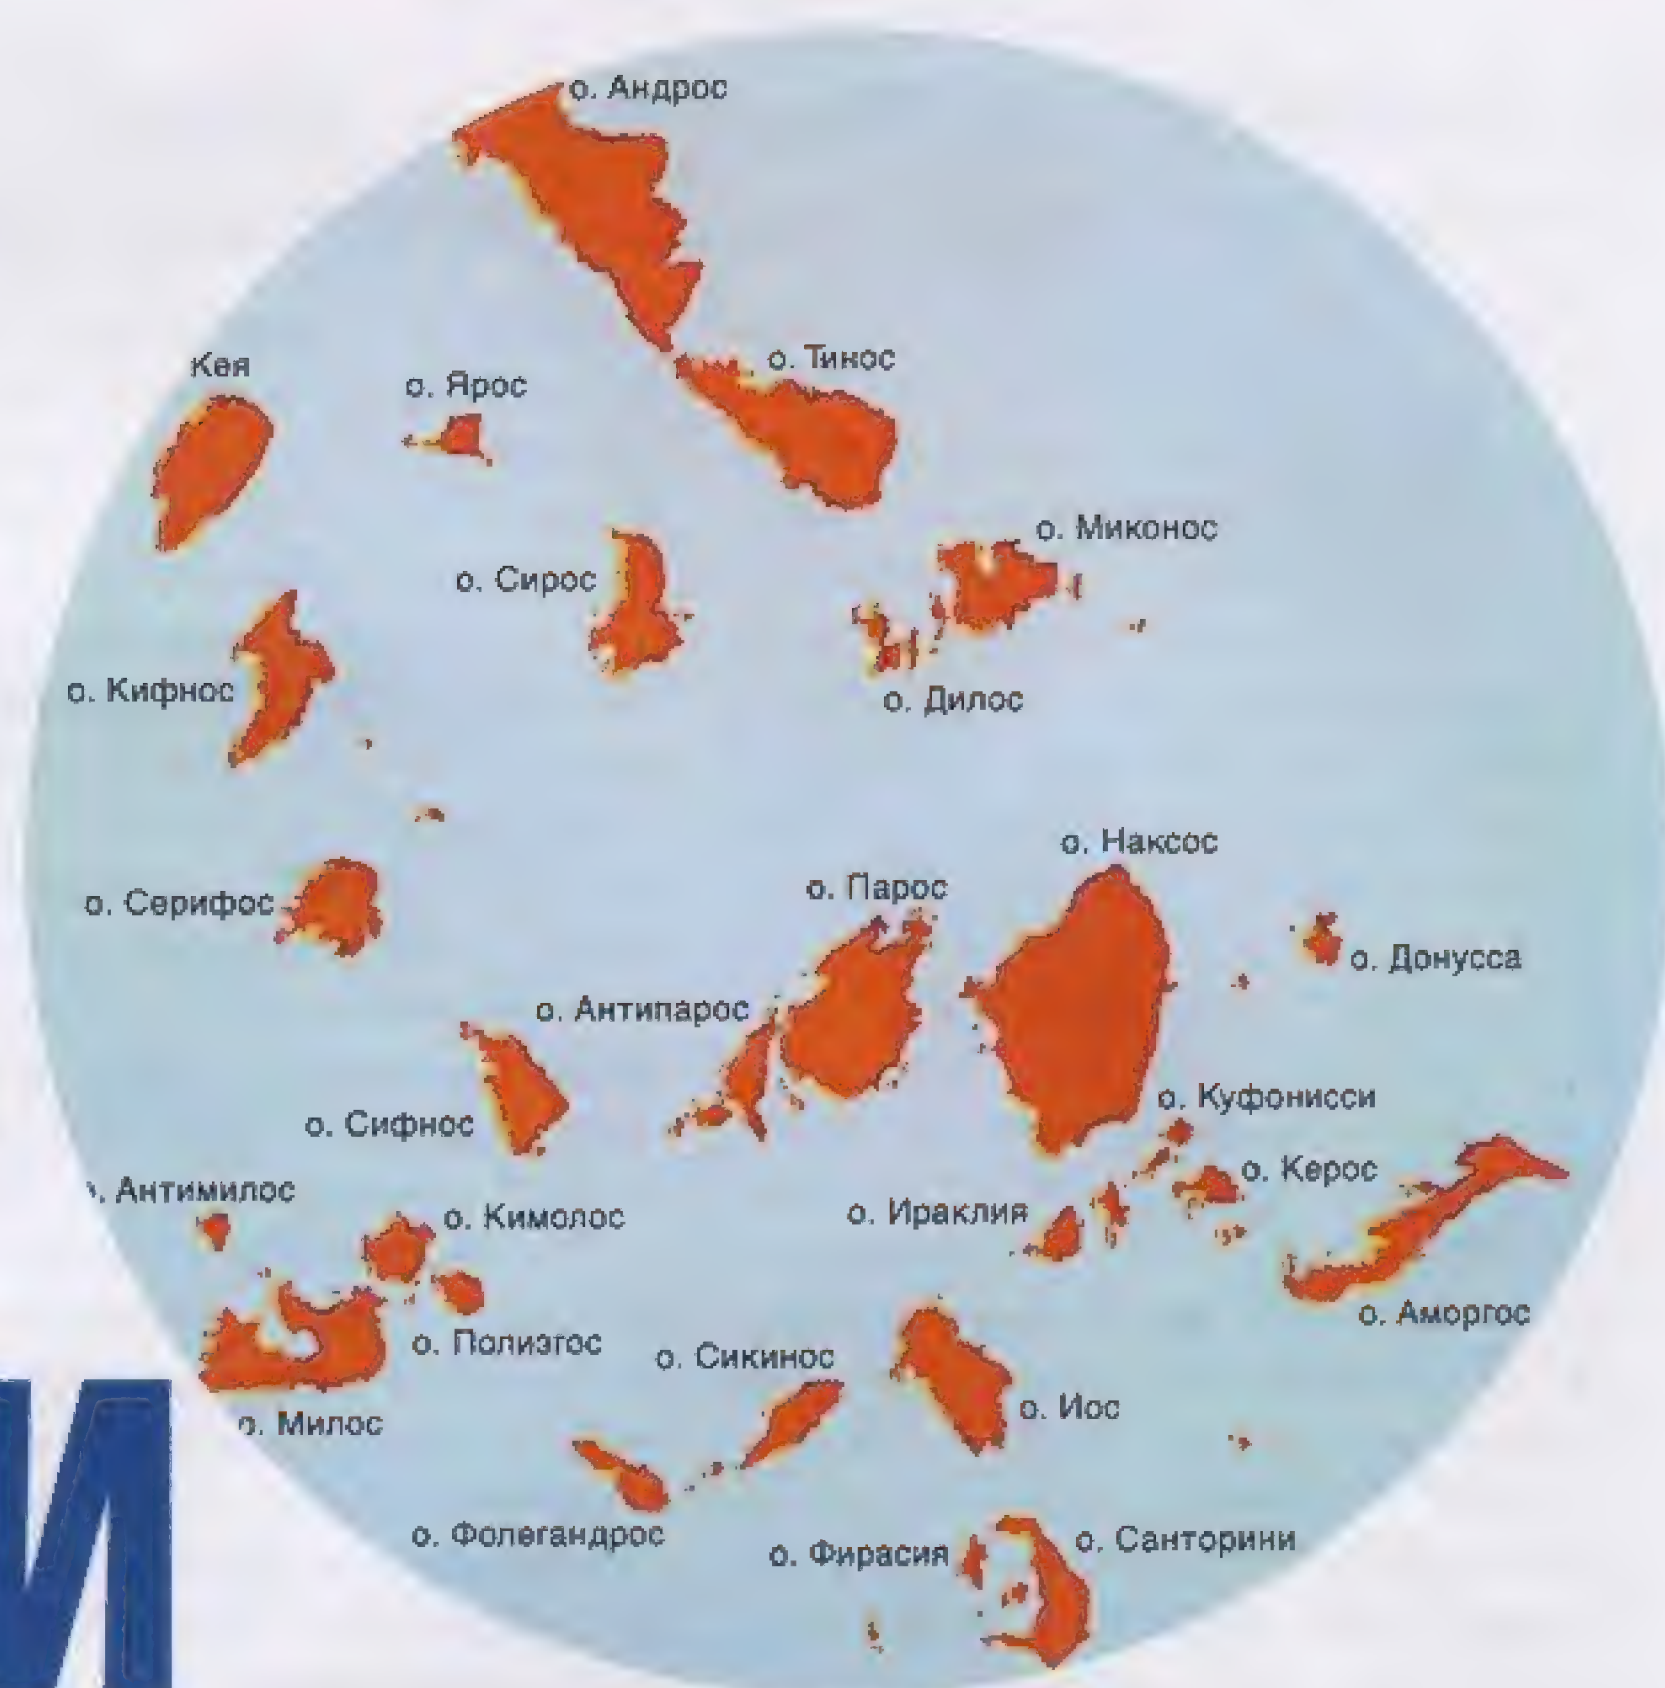 о. Андрос
о. Тинос
Кея
о. Ярос
о. Миконос
о. Сирос
о. Кифнос
о. Дилос
о. Наксос
о. Парос
о. Серифос
о. Донусса
о. Антипарос
о. Куфонисси
о. Сифнос
о. Керос
о. Антимилос
о. Кимолос
о. Ираклия
о. Аморгос
о. Полиэгос
о. Сикинос
о. Иос
о. Милос
о. Фолегандрос
о. Фирасия
о. Санторини
И